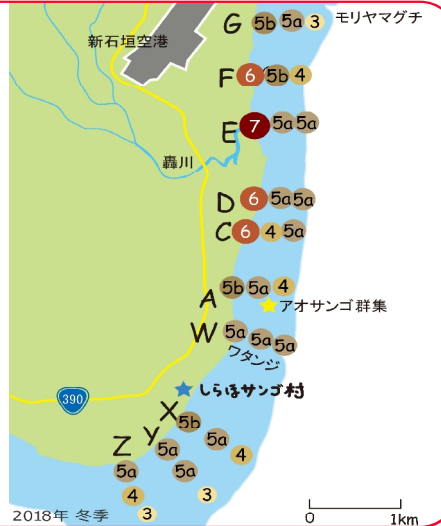 G 5b 5a 3 モリヤマグチ
新石垣空港
F 6 5b 4
E 7 5a 5a
轟川
D 6 5a 5a
C 6 4 5a
A 5b 5a 4
アオサンゴ群集
W 5a 5a 5a
ワタンジ
しらほサンゴ村
390
X 5b
y 5a 5a 4
Z 5a 5a
4 3
3
2018年 冬季
0 1km